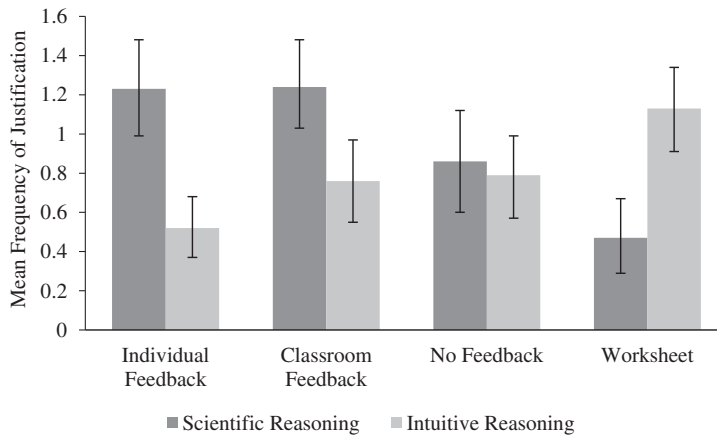 Mean Frequency of Justification
1.6
1.4
1.2
1
0.8
0.6
0.4
0.2
0
Individual
Feedback
Classroom
Feedback
No Feedback
Worksheet
Scientific Reasoning
Intuitive Reasoning